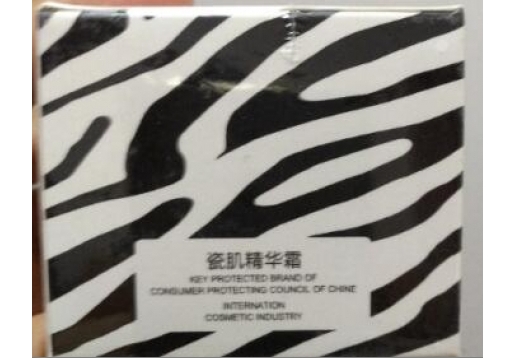 瓷肌精华霜
KEY PROTECTED BRAND OF
CONSUMER PROTECTING COUNCIL OF CHINE
INTERNATION
COSMETIC INDUSTRY